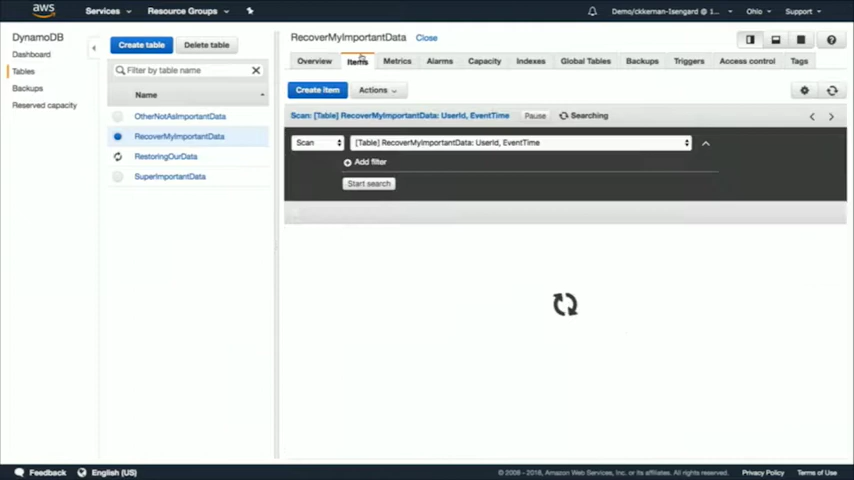 aws Services Resource Groups Demo/ckkernan-Isengard @ 1... Ohio Support
DynamoDB
Dashboard
Tables
Backups
Reserved capacity
Create table Delete table
Filter by table name
Name
OtherNotAsImportantData
RecoverMyImportantData
RestoringOurData
SuperImportantData
RecoverMyImportantData Close
Overview Items Metrics Alarms Capacity Indexes Global Tables Backups Triggers Access control Tags
Create item Actions
Scan: [Table] RecoverMyImportantData: UserId, EventTime Pause Searching
Scan [Table] RecoverMyImportantData: UserId, EventTime
Add filter
Start search
Feedback English (US) © 2008 - 2018, Amazon Web Services, Inc. or its affiliates. All rights reserved. Privacy Policy Terms of Use